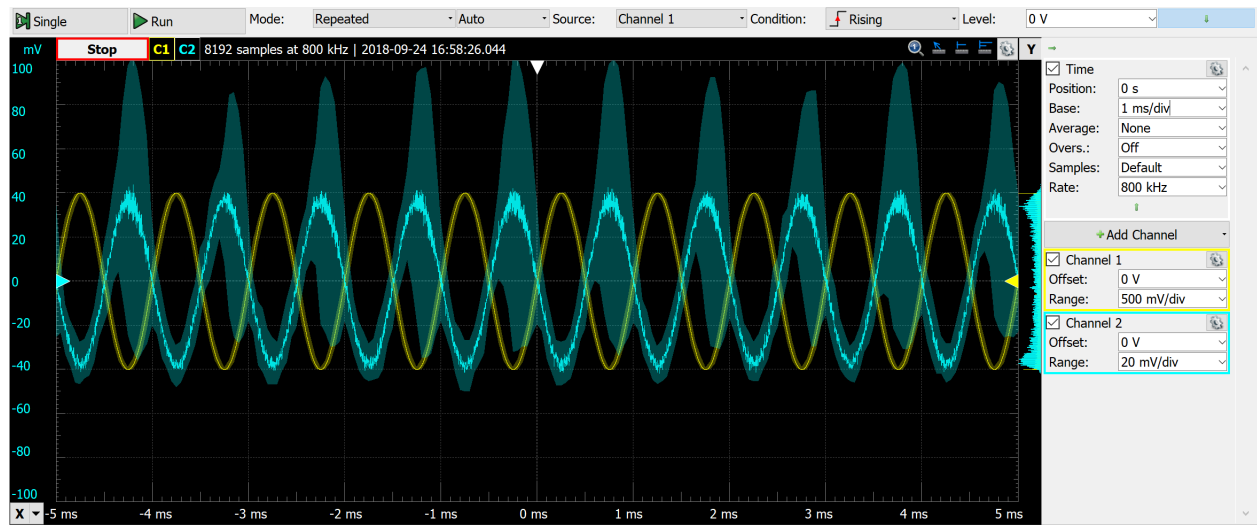 Single Run Mode: Repeated Auto Source: Channel 1 Condition: Rising Level: 0 V
mV Stop C1 C2 8192 samples at 800 kHz | 2018-09-24 16:58:26.044 Y
100
80
60
40
20
0
-20
-40
-60
-80
-100
X -5 ms -4 ms -3 ms -2 ms -1 ms 0 ms 1 ms 2 ms 3 ms 4 ms 5 ms
Time
Position: 0 s
Base: 1 ms/div
Average: None
Overs.: Off
Samples: Default
Rate: 800 kHz
Add Channel
Channel 1
Offset: 0 V
Range: 500 mV/div
Channel 2
Offset: 0 V
Range: 20 mV/div